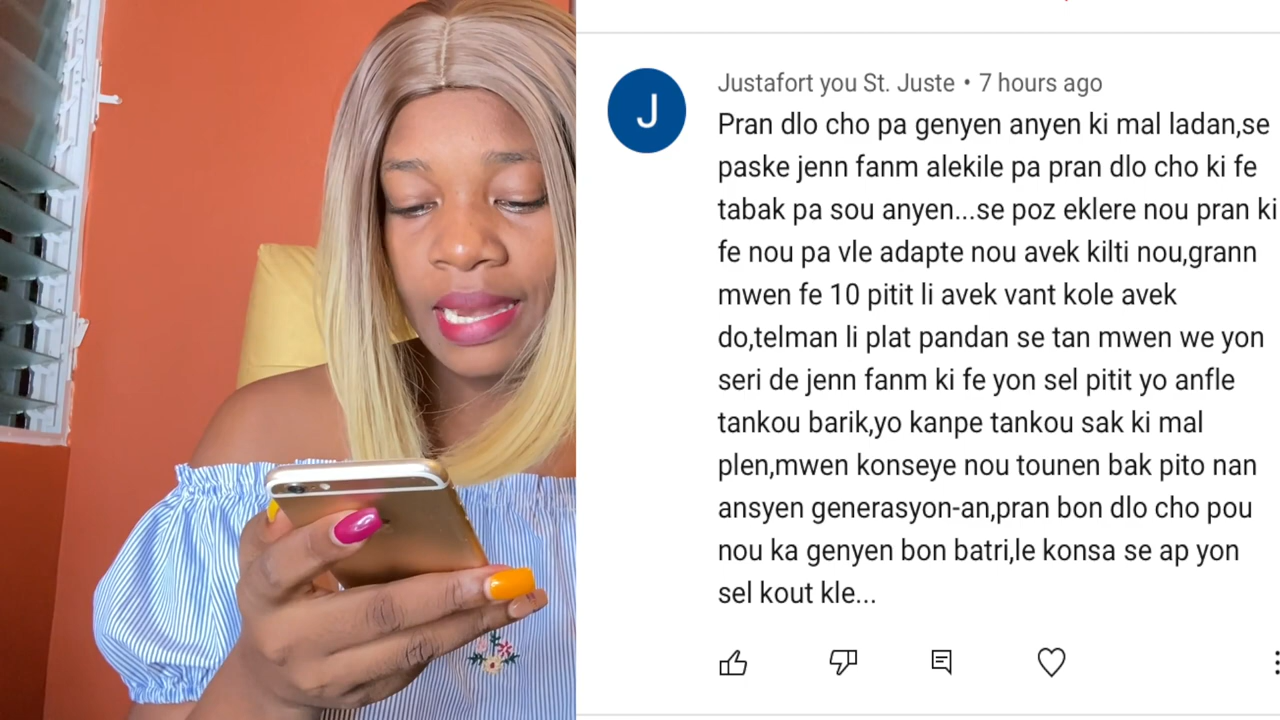 Justafort you St. Juste • 7 hours ago
Pran dlo cho pa genyen anyen ki mal ladan,se
paske jenn fanm alekile pa pran dlo cho ki fe
tabak pa sou anyen...se poz eklere nou pran ki
fe nou pa vle adapte nou avek kilti nou,grann
mwen fe 10 pitit li avek vant kole avek
do,telman li plat pandan se tan mwen we yon
seri de jenn fanm ki fe yon sel pitit yo anfle
tankou barik,yo kanpe tankou sak ki mal
plen,mwen konseye nou tounen bak pito nan
ansyen generasyon-an,pran bon dlo cho pou
nou ka genyen bon batri,le konsa se ap yon
sel kout kle...
J